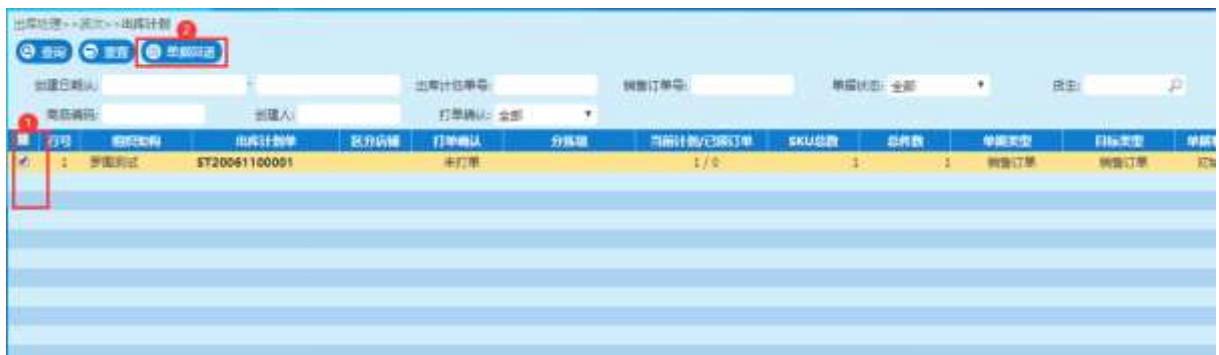 出库处理>>波次>>出库计划 2
查询 重置 单据回退
创建日期从: - 出库计划单号: 销售订单号: 单据状态: 全部 货主:
商品编码: 创建人: 打单确认: 全部
1
行号 组织架构 出库计划单 区分店铺 打单确认 当前计划/已拣订单 SKU总数 总件数 单据类型 目标类型
1 罗图测试 ST20061100001 未打单 1 / 0 1 1 销售订单 销售订单